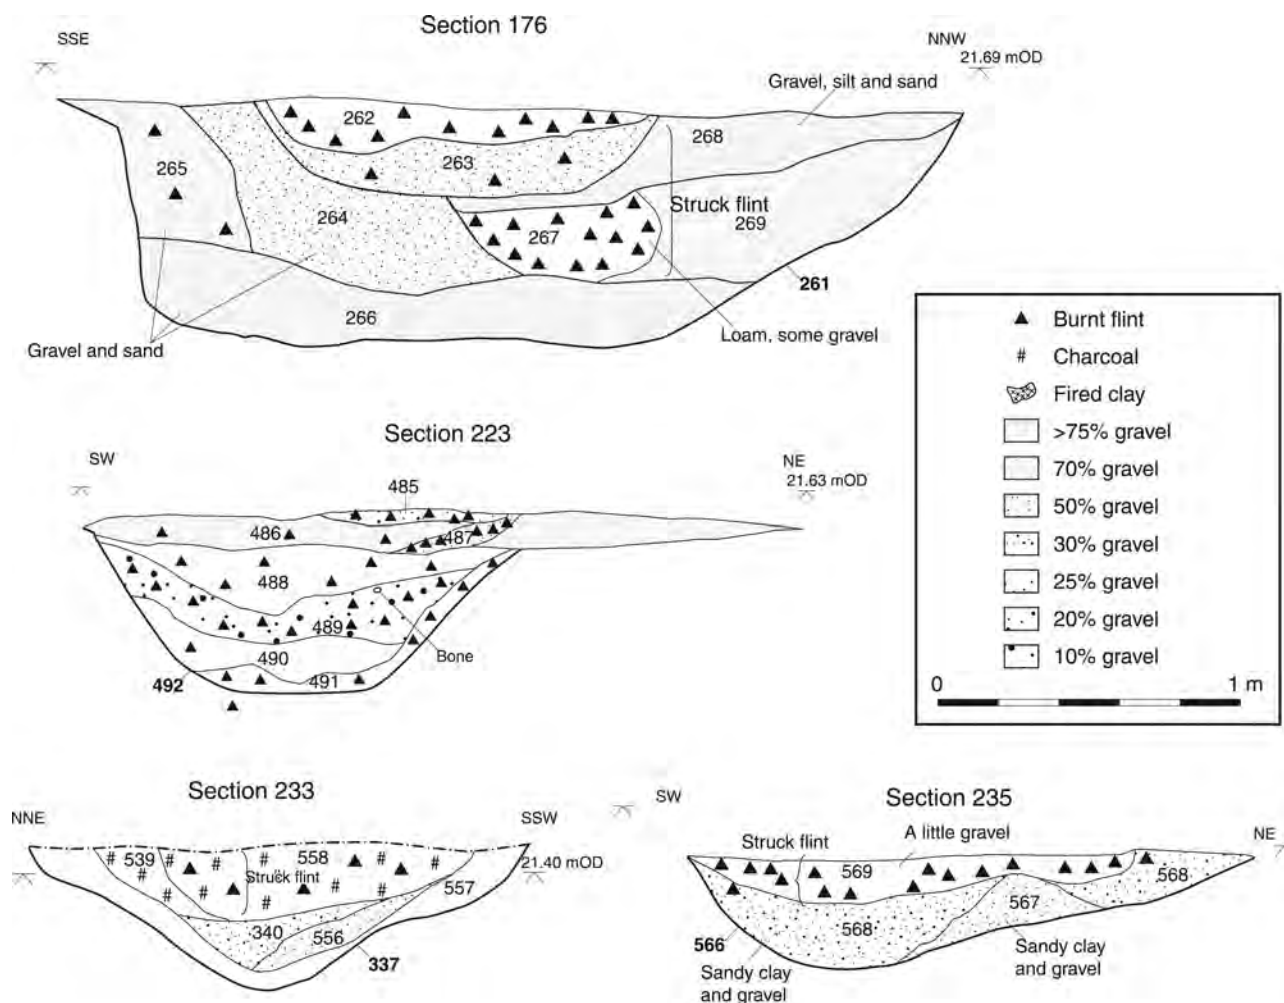 Section 176
SSE
NNW
21.69 mOD
Gravel, silt and sand
262
268
263
265
Struck flint
264
267
269
261
266
Loam, some gravel
Gravel and sand
Burnt flint
# Charcoal
Fired clay
>75% gravel
70% gravel
50% gravel
30% gravel
25% gravel
20% gravel
10% gravel
0 1 m
Section 223
SW
NE
21.63 mOD
485
486
487
488
489
Bone
490
491
492
Section 233
NNE
SSW
21.40 mOD
539
558
Struck flint
557
340
556
337
Section 235
SW
NE
Struck flint
A little gravel
569
568
567
568
566
Sandy clay
and gravel
Sandy clay
and gravel